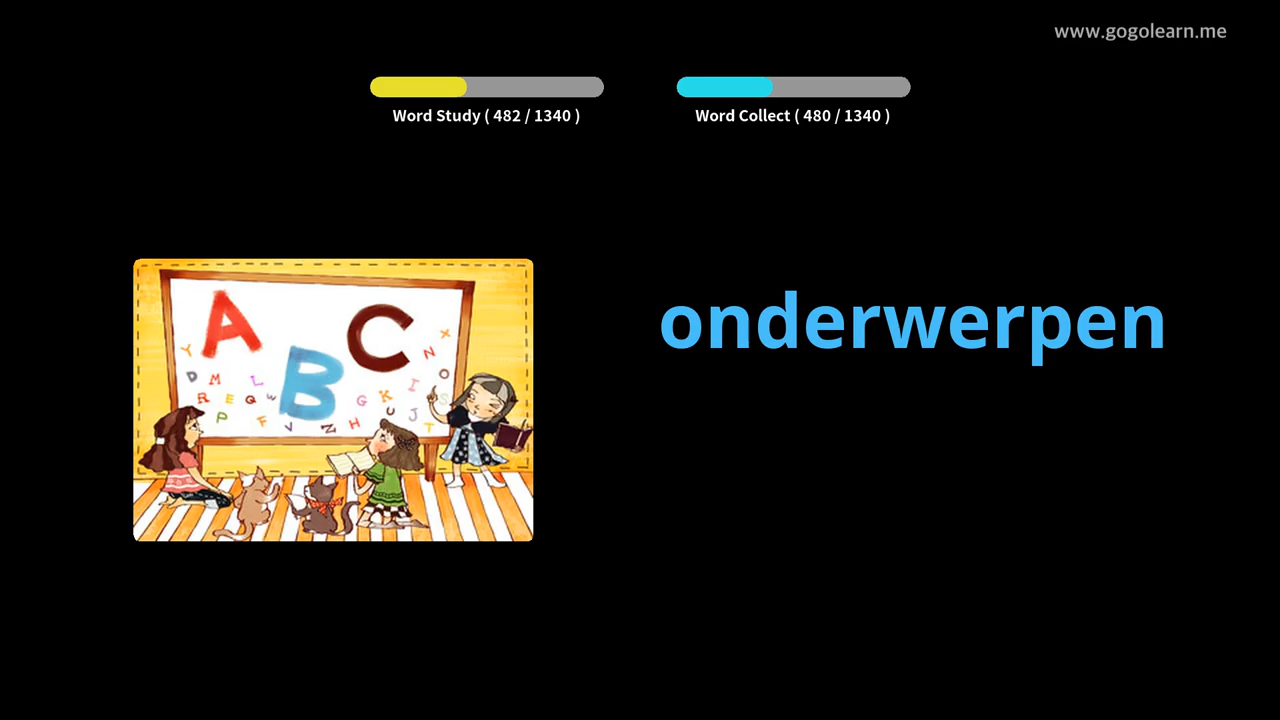 www.gogolearn.me
Word Study ( 482 / 1340 )
Word Collect ( 480 / 1340 )
onderwerpen
A
B
C
Y
X
N
D
M
L
O
R
E
Q
W
G
K
I
S
P
F
V
Z
H
U
J
T